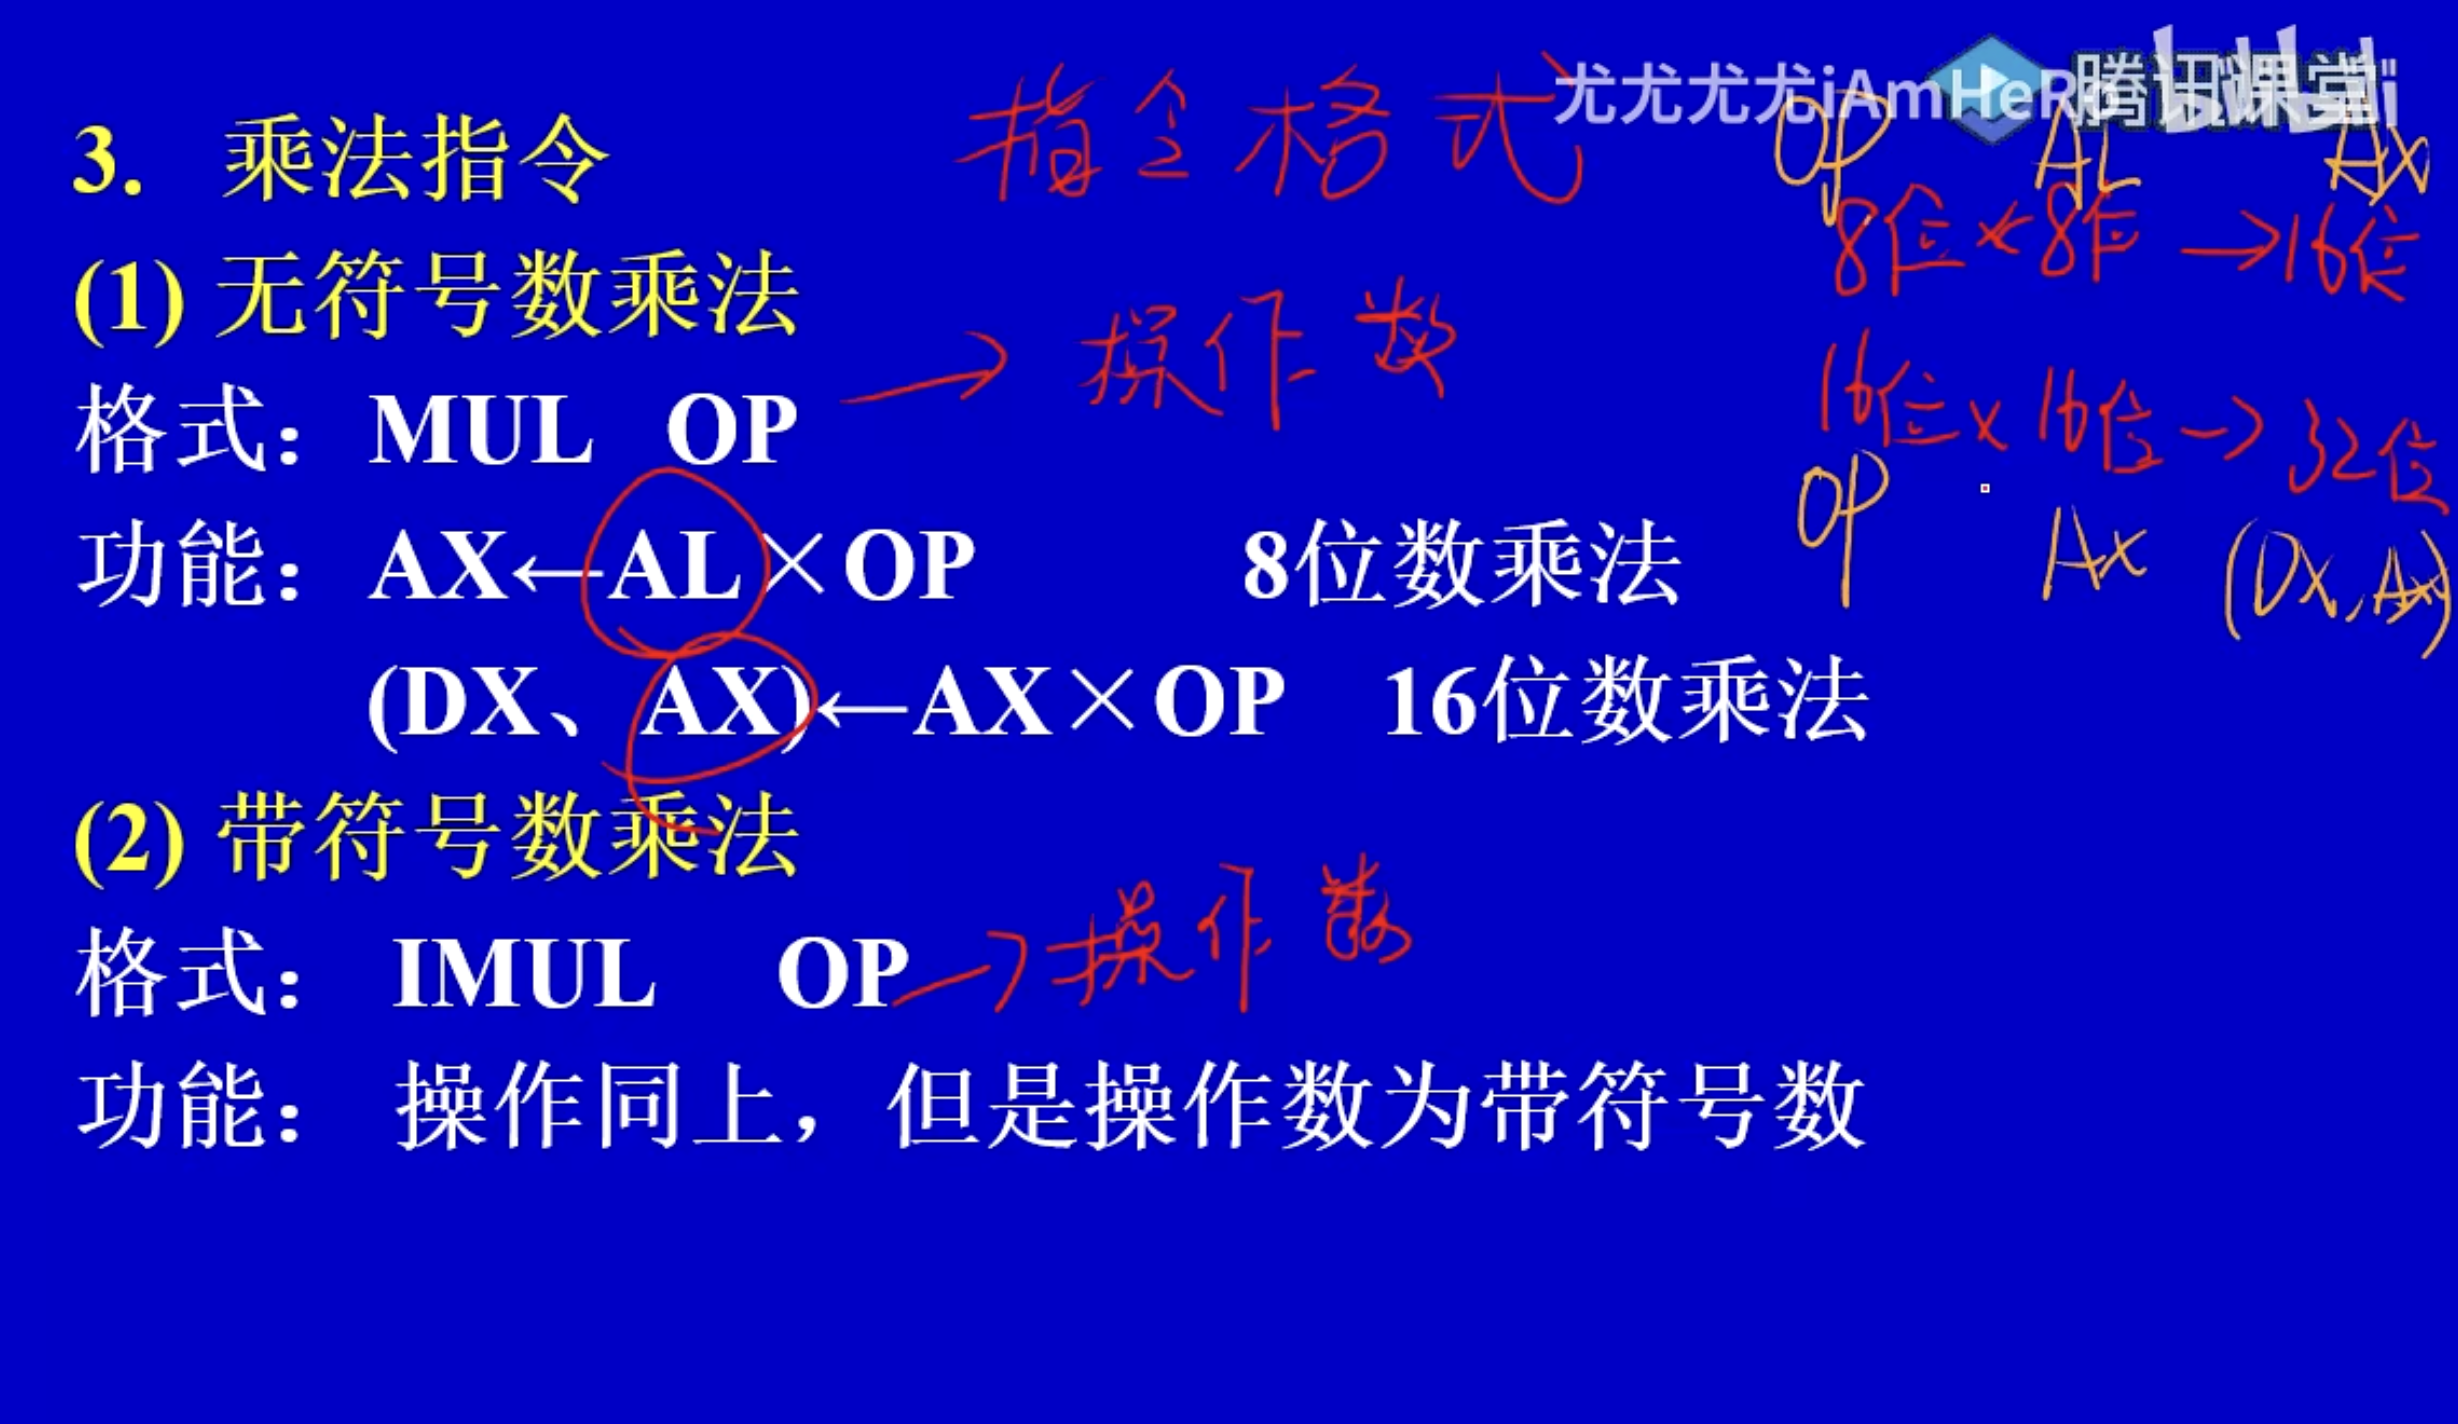 尤尤尤尤iAmHeR 腾讯课堂
指令格式
OP AL AX
3. 乘法指令
8位×8位→16位
(1) 无符号数乘法
→操作数
16位×16位→32位
格式：MUL OP
OP AX (DX,AX)
功能：AX←AL×OP 8位数乘法
(DX、AX)←AX×OP 16位数乘法
(2) 带符号数乘法
格式：IMUL OP→操作数
功能：操作同上，但是操作数为带符号数